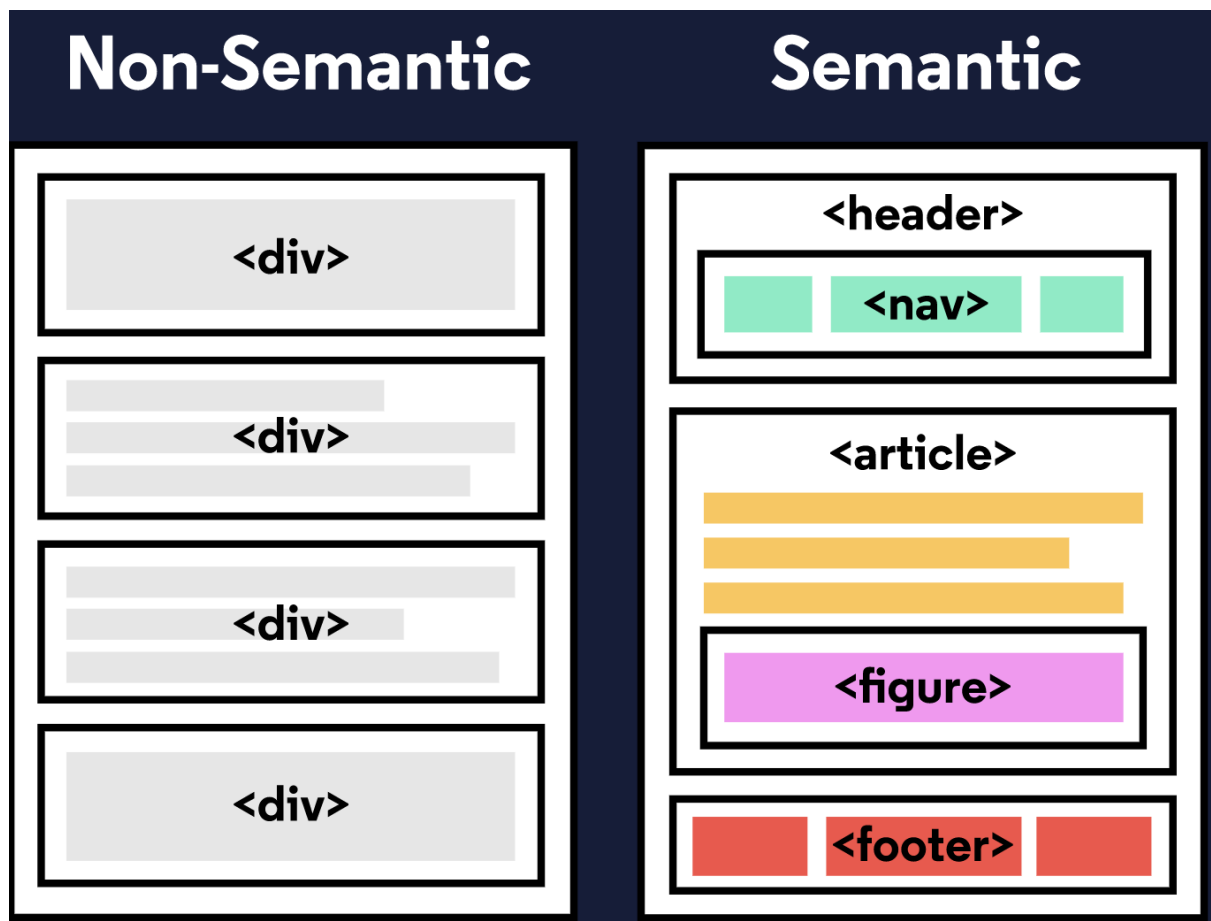 Non-Semantic
<div>
<div>
<div>
<div>
Semantic
<header>
<nav>
<article>
<figure>
<footer>